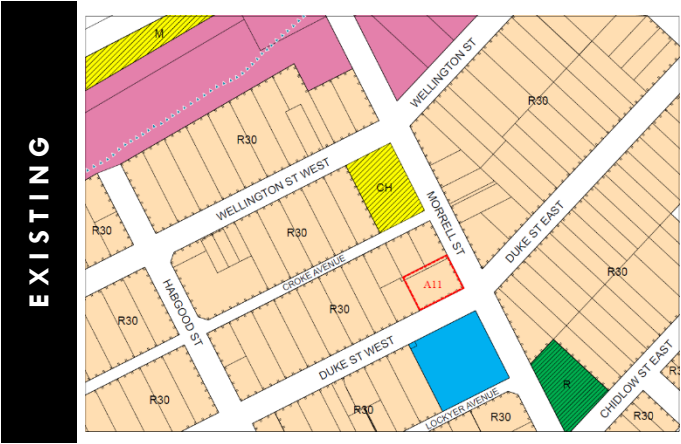 EXISTING
M
WELLINGTON ST
R30
R30
WELLINGTON ST WEST
CH
R30
MORRELL ST
DUKE ST EAST
R30
CROKE AVENUE
A11
R30
HABGOOD ST
R30
R30
DUKE ST WEST
R30
R30
LOCKYER AVENUE
R30
R
CHIDLOW ST EAST
R30